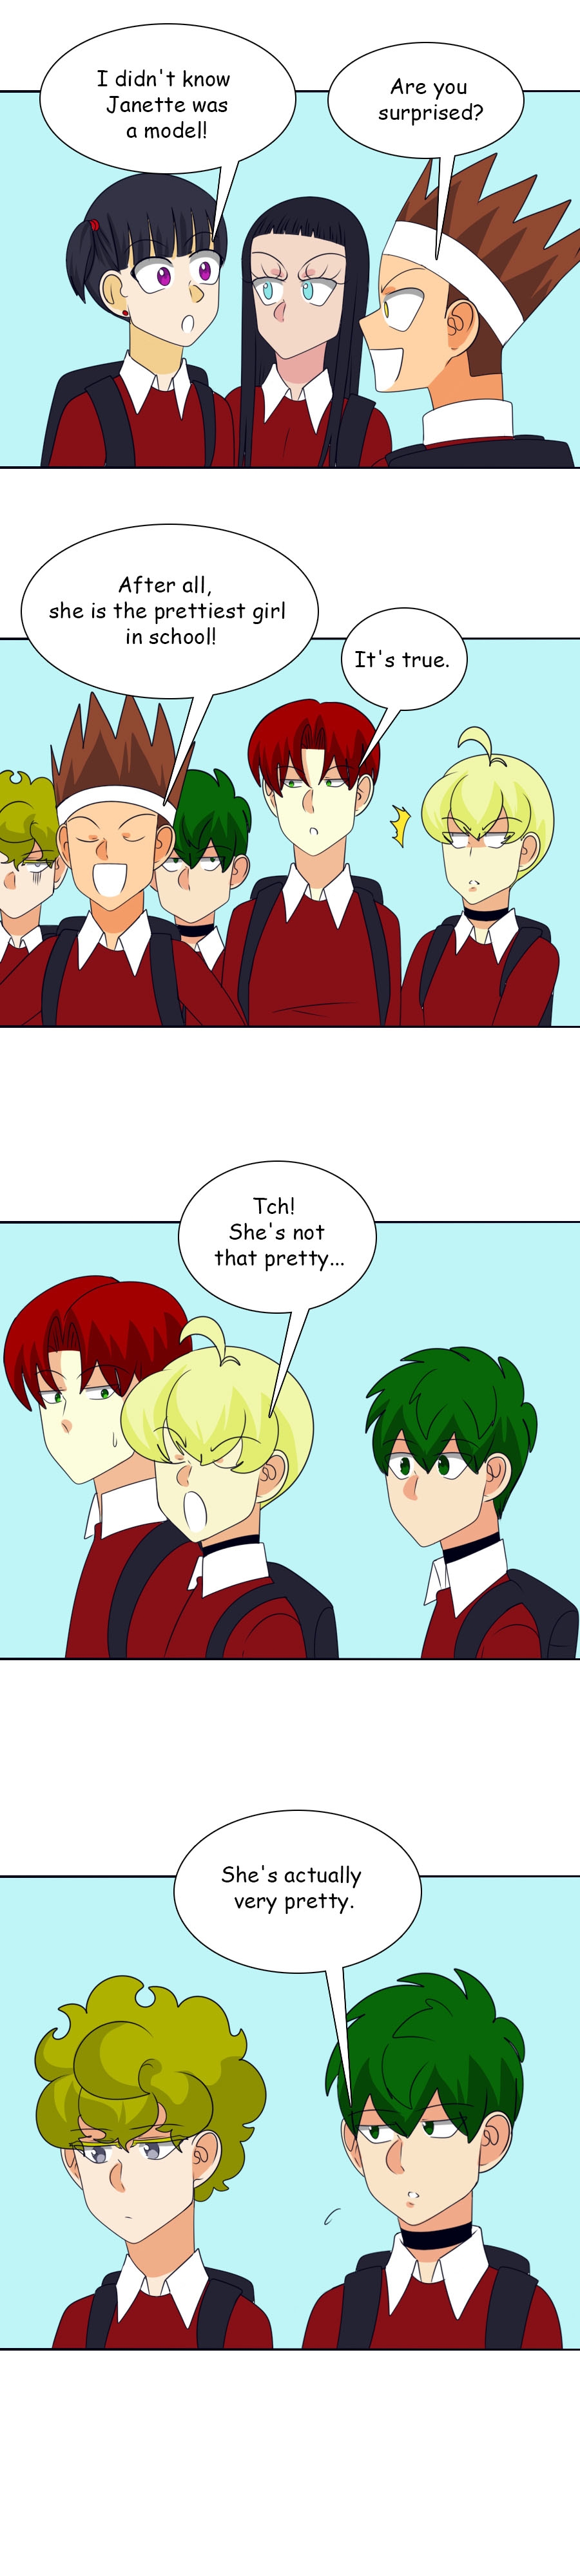 I didn't know
Janette was
a model!
Are you
surprised?
After all,
she is the prettiest girl
in school!
It's true.
Tch!
She's not
that pretty...
She's actually
very pretty.